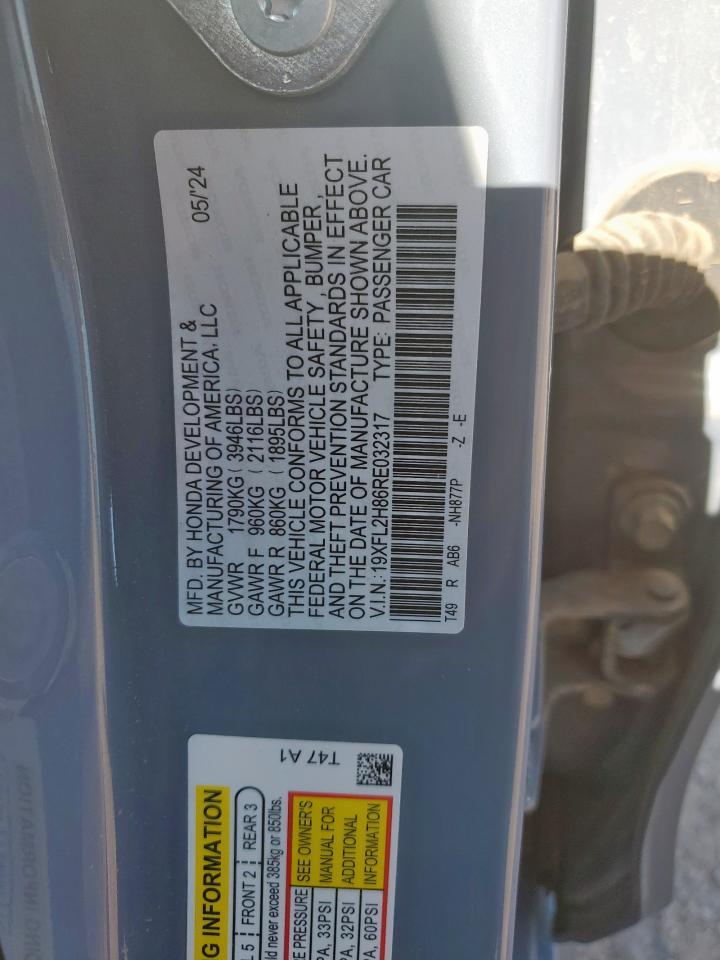 MFD. BY HONDA DEVELOPMENT & 05/'24
MANUFACTURING OF AMERICA, LLC
GVWR 1790KG ( 3946LBS)
GAWR F 960KG ( 2116LBS)
GAWR R 860KG ( 1895LBS)
THIS VEHICLE CONFORMS TO ALL APPLICABLE
FEDERAL MOTOR VEHICLE SAFETY, BUMPER,
AND THEFT PREVENTION STANDARDS IN EFFECT
ON THE DATE OF MANUFACTURE SHOWN ABOVE.
V.I.N.:19XFL2H86RE032317 TYPE: PASSENGER CAR
T49 R AB6 -NH877P -Z -E
T47 A1
INFORMATION
5 FRONT 2 REAR 3
never exceed 385kg or 850lbs.
PRESSURE SEE OWNER'S
33PSI MANUAL FOR
32PSI ADDITIONAL
60PSI INFORMATION